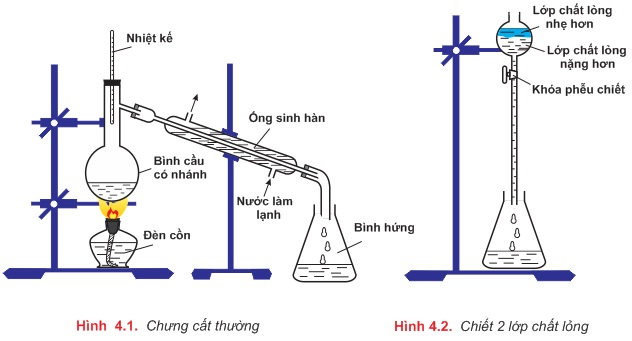 Nhiệt kế
Ống sinh hàn
Bình cầu
có nhánh
Nước làm
lạnh
Đèn cồn
Bình hứng
Hình 4.1. Chưng cất thường
Lớp chất lỏng
nhẹ hơn
Lớp chất lỏng
nặng hơn
Khóa phễu chiết
Hình 4.2. Chiết 2 lớp chất lỏng